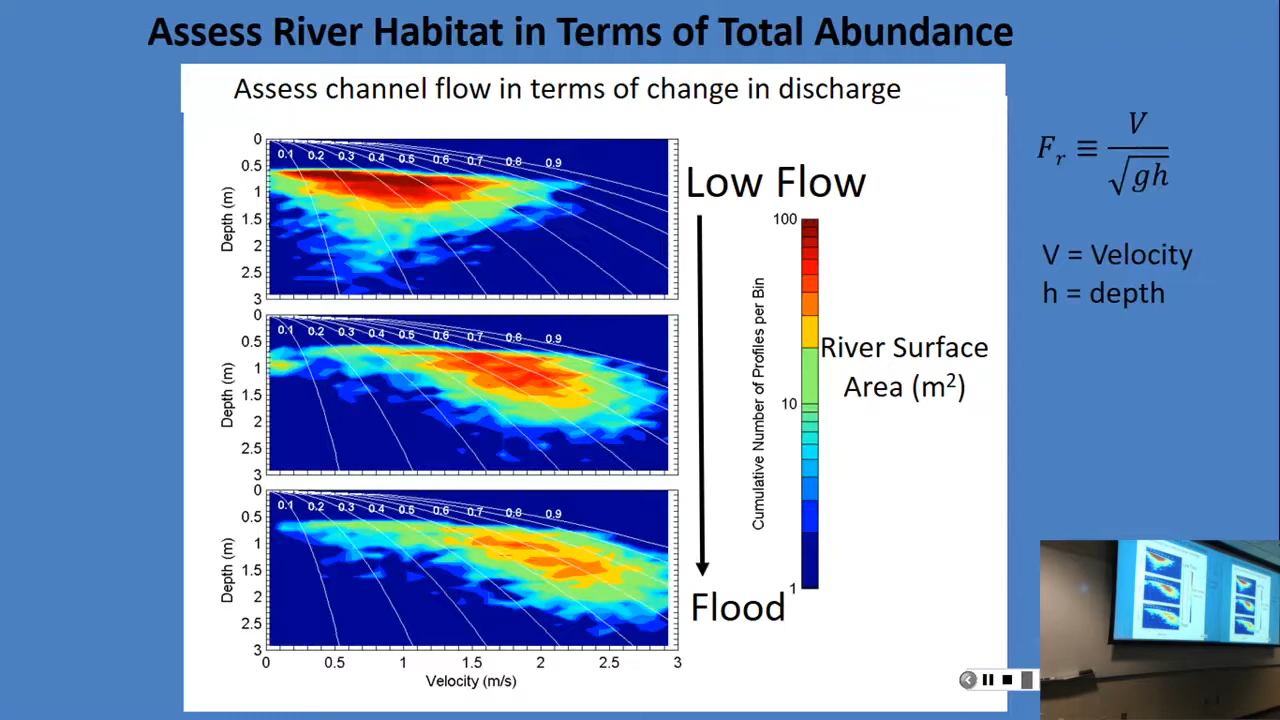 Assess River Habitat in Terms of Total Abundance
Assess channel flow in terms of change in discharge
0
0.5
1
1.5
2
2.5
3
Depth (m)
0.1 0.2 0.3 0.4 0.5 0.6 0.7 0.8 0.9
0
0.5
1
1.5
2
2.5
3
Depth (m)
0.1 0.2 0.3 0.4 0.5 0.6 0.7 0.8 0.9
0
0.5
1
1.5
2
2.5
3
Depth (m)
0.1 0.2 0.3 0.4 0.5 0.6 0.7 0.8 0.9
0 0.5 1 1.5 2 2.5 3
Velocity (m/s)
Low Flow
Flood
100
10
1
Cumulative Number of Profiles per Bin
River Surface
Area (m²)
Fᵣ ≡ V / √gh
V = Velocity
h = depth